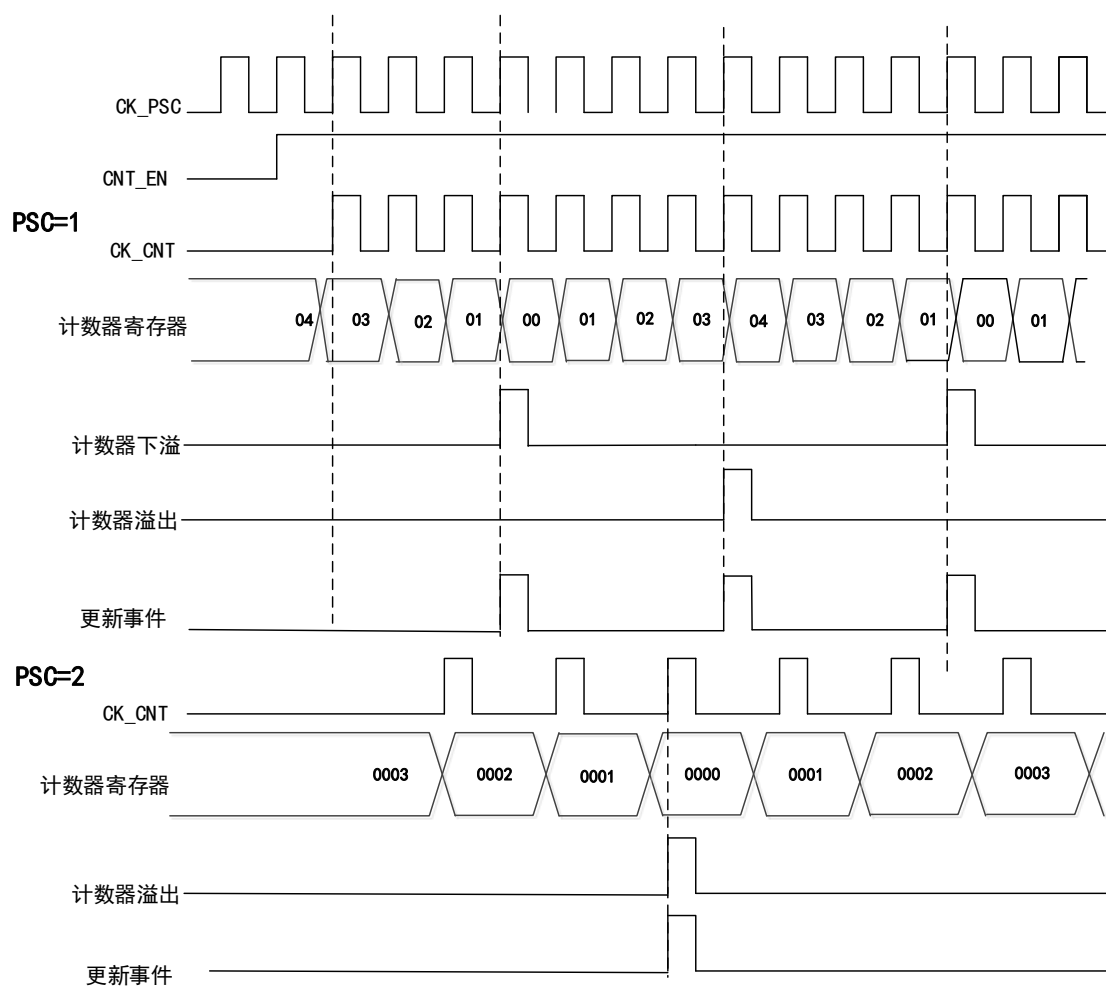 CK_PSC
CNT_EN
PSC=1
CK_CNT
计数器寄存器 04 03 02 01 00 01 02 03 04 03 02 01 00 01
计数器下溢
计数器溢出
更新事件
PSC=2
CK_CNT
计数器寄存器 0003 0002 0001 0000 0001 0002 0003
计数器溢出
更新事件